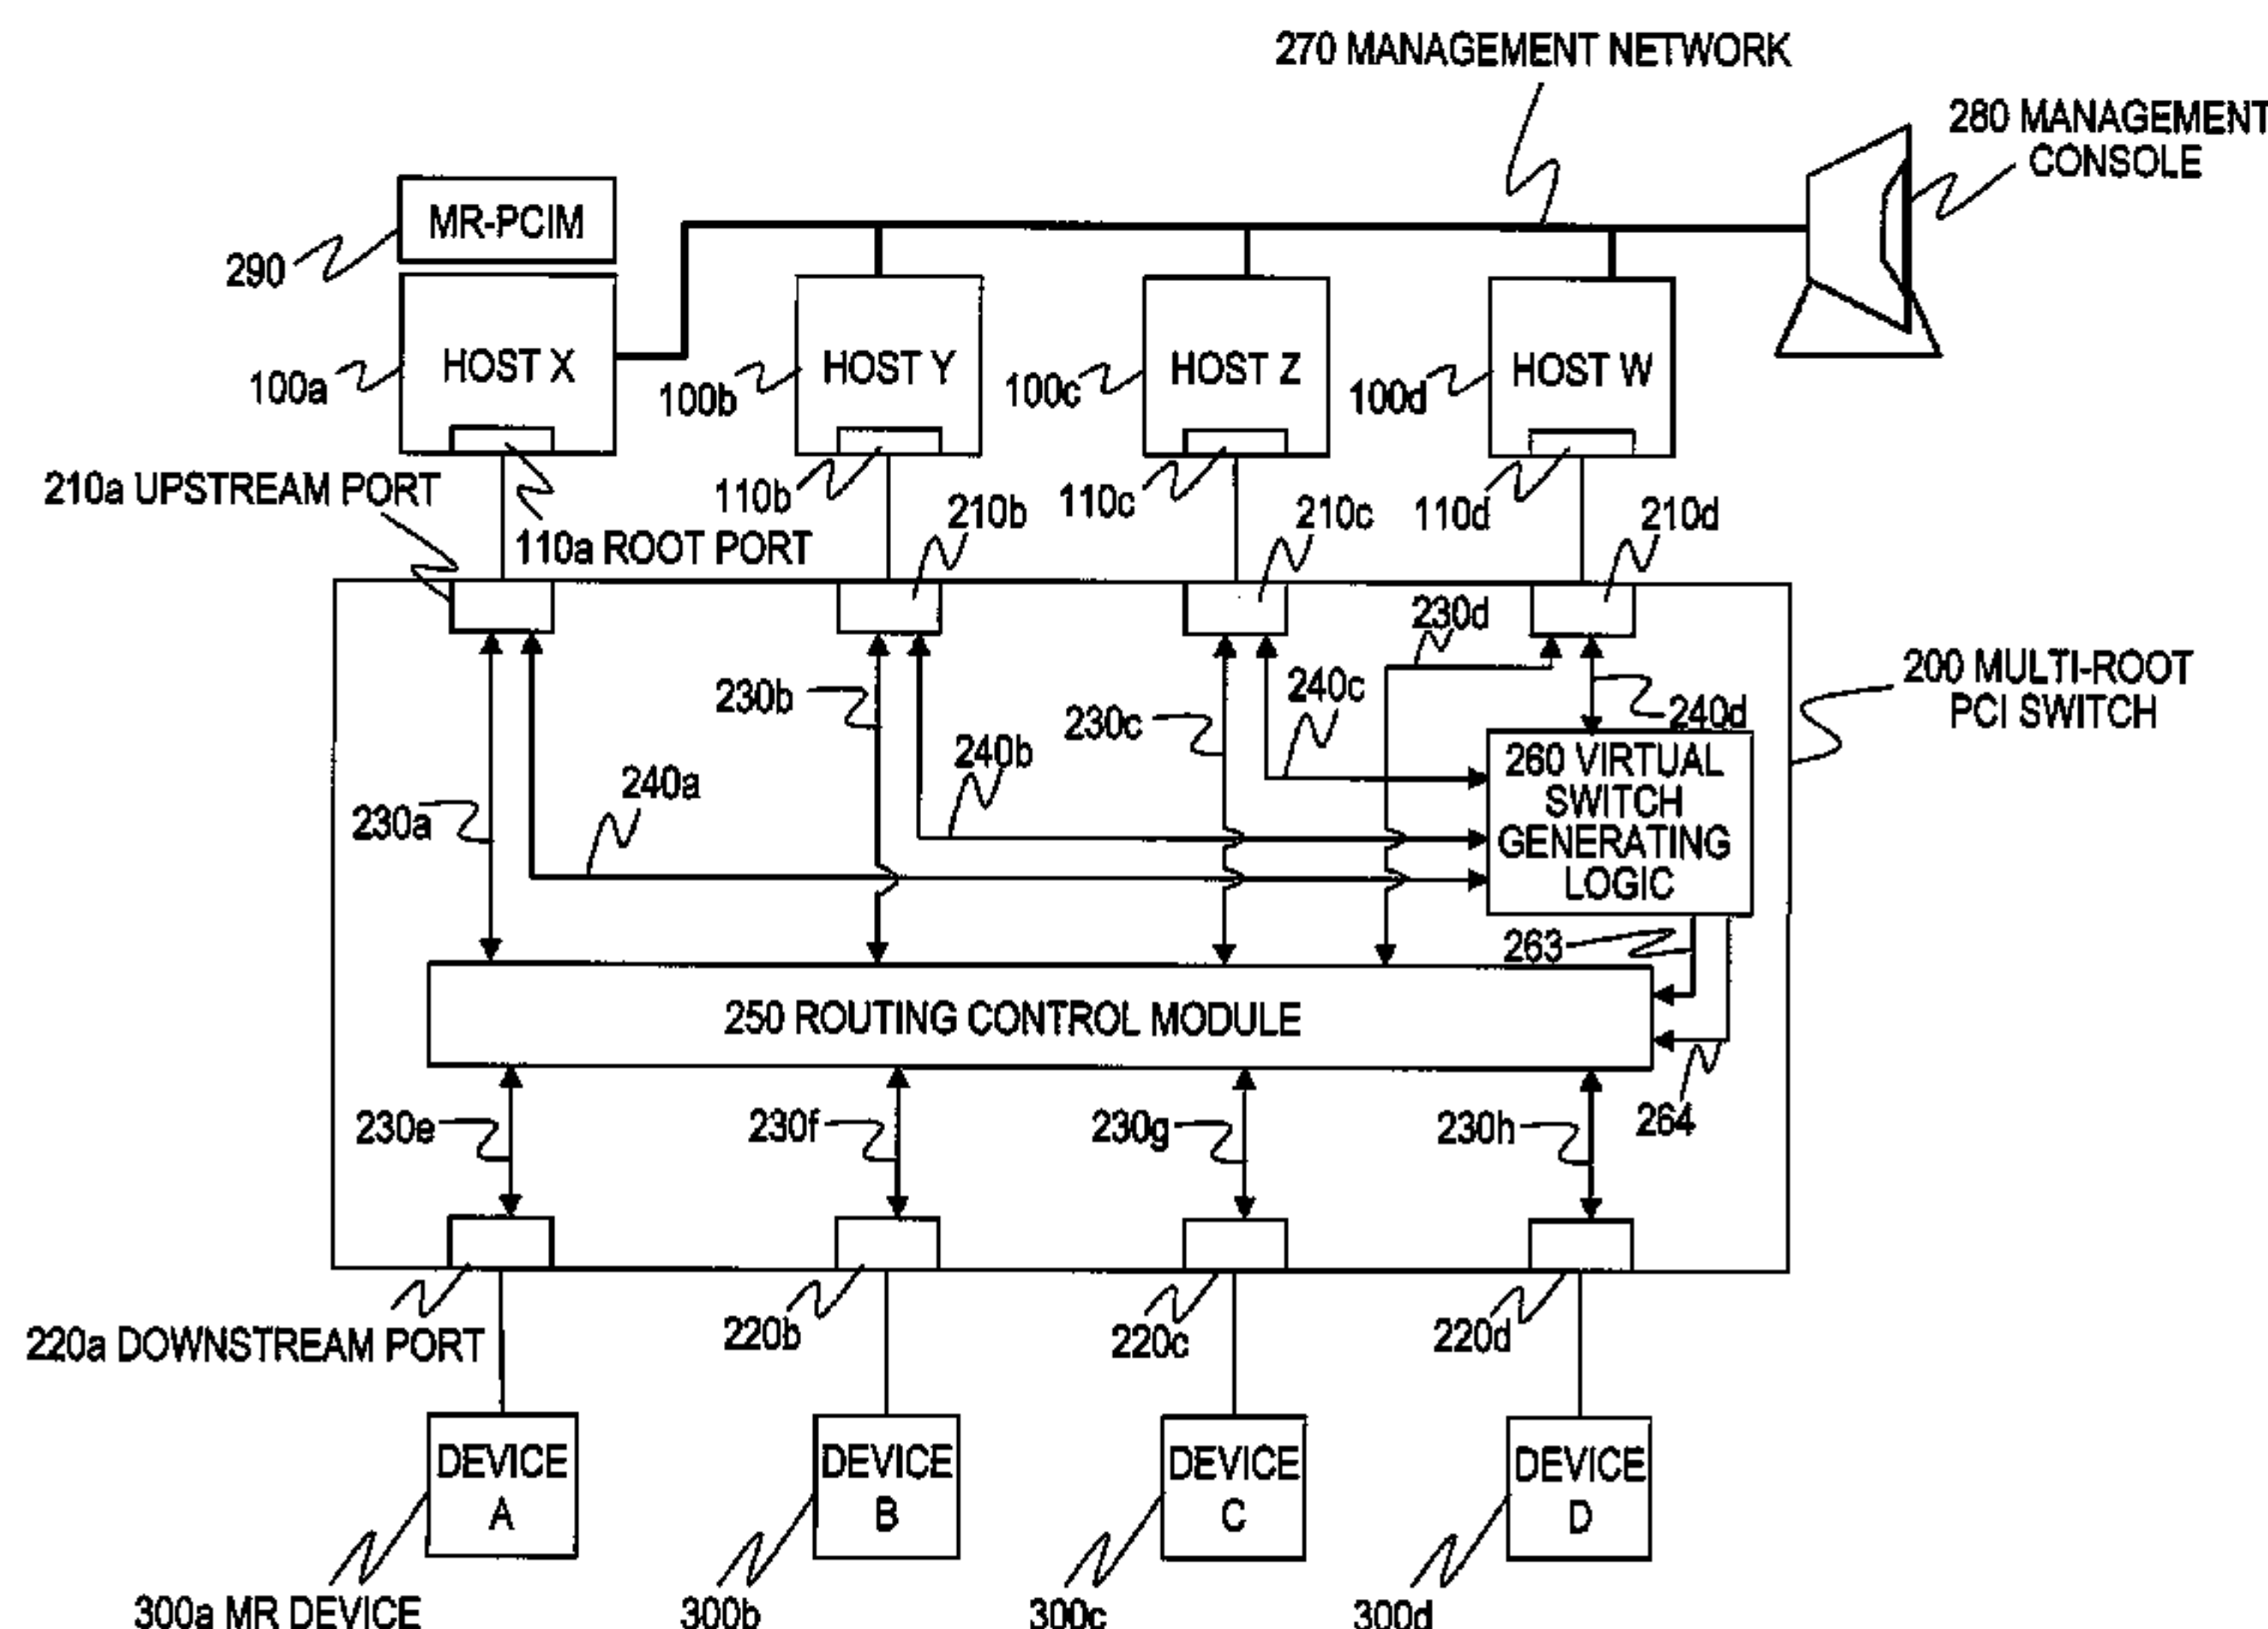 270 MANAGEMENT NETWORK
280 MANAGEMENT
CONSOLE
MR-PCIM
290
HOST X
HOST Y
HOST Z
HOST W
100a
100b
100c
100d
210a UPSTREAM PORT
110a ROOT PORT
110b
210b
110c
210c
110d
210d
230d
200 MULTI-ROOT
PCI SWITCH
230b
230c
240c
240d
240b
240a
230a
260 VIRTUAL
SWITCH
GENERATING
LOGIC
263
250 ROUTING CONTROL MODULE
264
230e
230f
230g
230h
220a DOWNSTREAM PORT
220b
220c
220d
DEVICE
A
DEVICE
B
DEVICE
C
DEVICE
D
300a MR DEVICE
300b
300c
300d